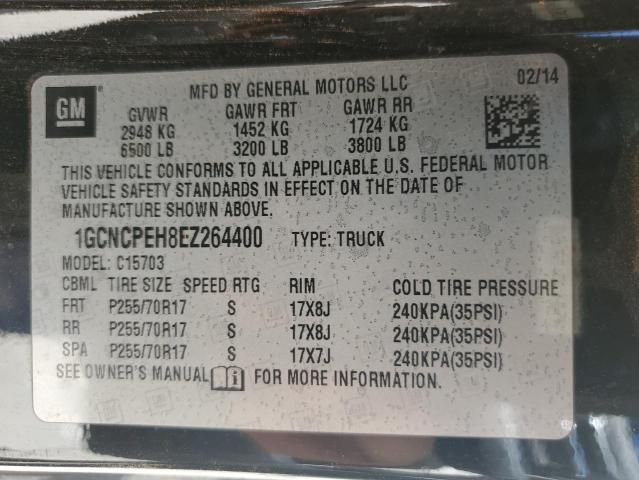 GM
MFD BY GENERAL MOTORS LLC 02/14
GVWR GAWR FRT GAWR RR
2948 KG 1452 KG 1724 KG
6500 LB 3200 LB 3800 LB
THIS VEHICLE CONFORMS TO ALL APPLICABLE U.S. FEDERAL MOTOR
VEHICLE SAFETY STANDARDS IN EFFECT ON THE DATE OF
MANUFACTURE SHOWN ABOVE.
1GCNCPEH8EZ264400 TYPE: TRUCK
MODEL: C15703
CBML TIRE SIZE SPEED RTG RIM COLD TIRE PRESSURE
FRT P255/70R17 S 17X8J 240KPA(35PSI)
RR P255/70R17 S 17X8J 240KPA(35PSI)
SPA P255/70R17 S 17X7J 240KPA(35PSI)
SEE OWNER'S MANUAL FOR MORE INFORMATION.